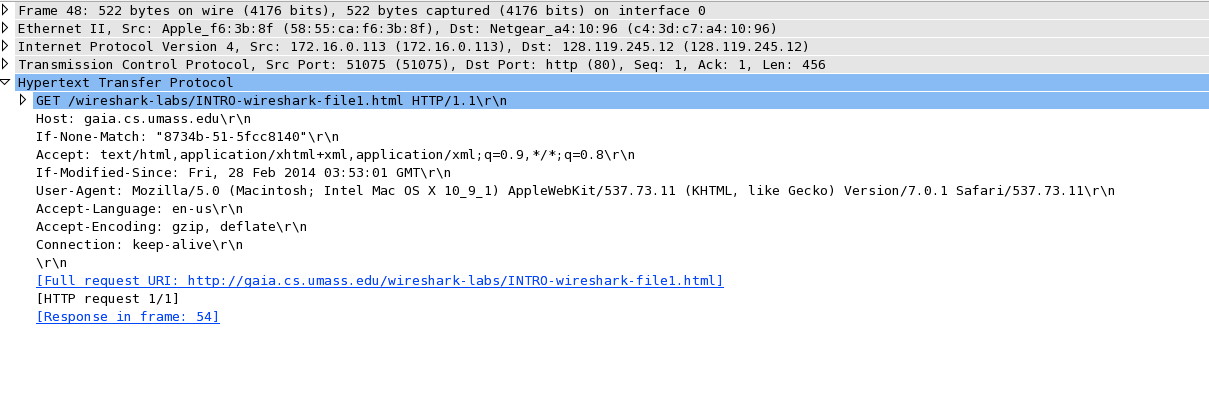 Frame 48: 522 bytes on wire (4176 bits), 522 bytes captured (4176 bits) on interface 0
Ethernet II, Src: Apple_f6:3b:8f (58:55:ca:f6:3b:8f), Dst: Netgear_a4:10:96 (c4:3d:c7:a4:10:96)
Internet Protocol Version 4, Src: 172.16.0.113 (172.16.0.113), Dst: 128.119.245.12 (128.119.245.12)
Transmission Control Protocol, Src Port: 51075 (51075), Dst Port: http (80), Seq: 1, Ack: 1, Len: 456
Hypertext Transfer Protocol
GET /wireshark-labs/INTRO-wireshark-file1.html HTTP/1.1\r\n
Host: gaia.cs.umass.edu\r\n
If-None-Match: "8734b-51-5fcc8140"\r\n
Accept: text/html,application/xhtml+xml,application/xml;q=0.9,*/*;q=0.8\r\n
If-Modified-Since: Fri, 28 Feb 2014 03:53:01 GMT\r\n
User-Agent: Mozilla/5.0 (Macintosh; Intel Mac OS X 10_9_1) AppleWebKit/537.73.11 (KHTML, like Gecko) Version/7.0.1 Safari/537.73.11\r\n
Accept-Language: en-us\r\n
Accept-Encoding: gzip, deflate\r\n
Connection: keep-alive\r\n
\r\n
[Full request URI: http://gaia.cs.umass.edu/wireshark-labs/INTRO-wireshark-file1.html]
[HTTP request 1/1]
[Response in frame: 54]